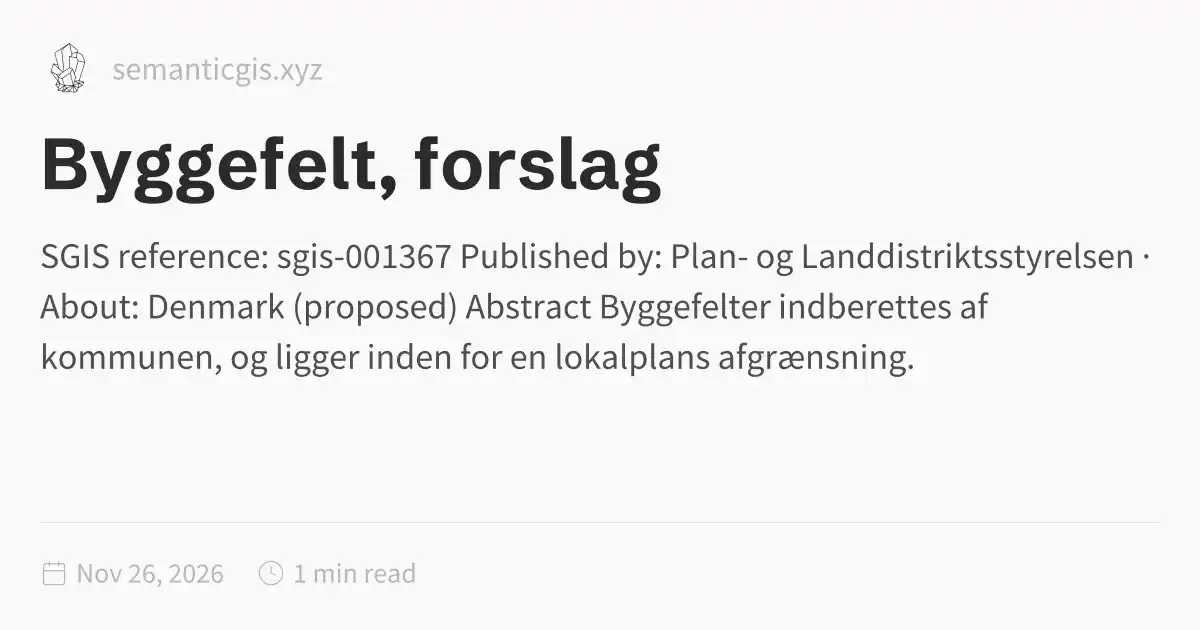 semanticgis.xyz
Byggefelt, forslag
SGIS reference: sgis-001367 Published by: Plan- og Landdistriktsstyrelsen ·
About: Denmark (proposed) Abstract Byggefelter indberettes af
kommunen, og ligger inden for en lokalplans afgrænsning.
Nov 26, 2026 1 min read